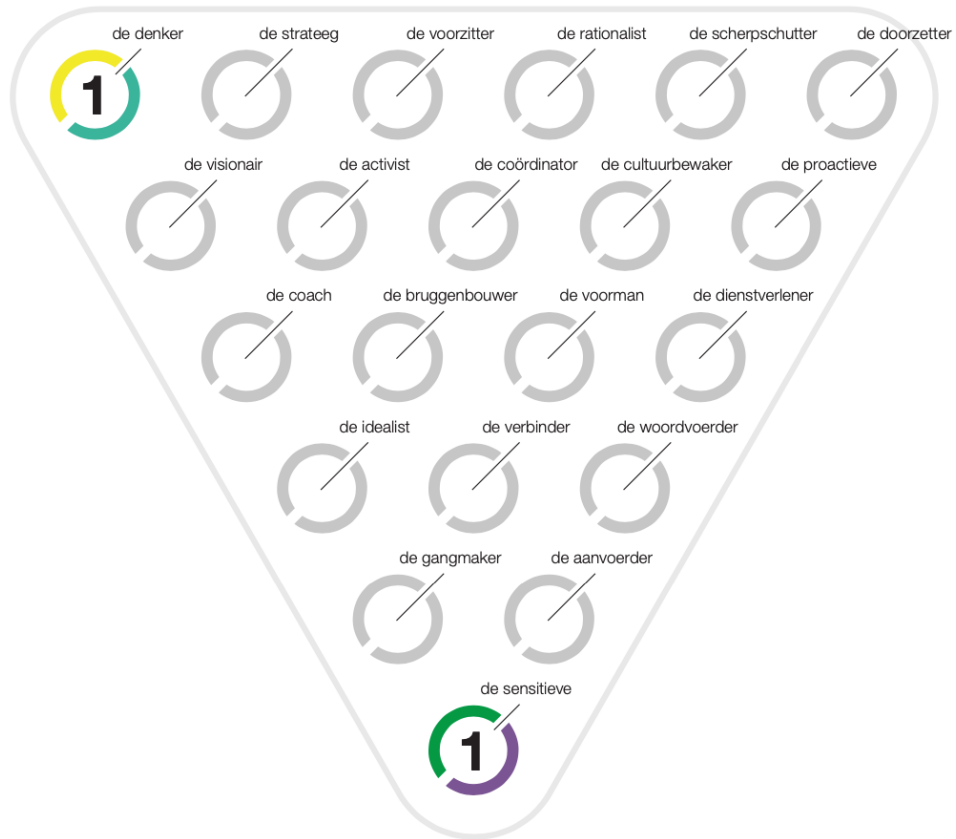 de denker
de strateeg
de voorzitter
de rationalist
de scherpschutter
de doorzetter
1
de visionair
de activist
de coördinator
de cultuurbewaker
de proactieve
de coach
de bruggenbouwer
de voorman
de dienstverlener
de idealist
de verbinder
de woordvoerder
de gangmaker
de aanvoerder
de sensitieve
1